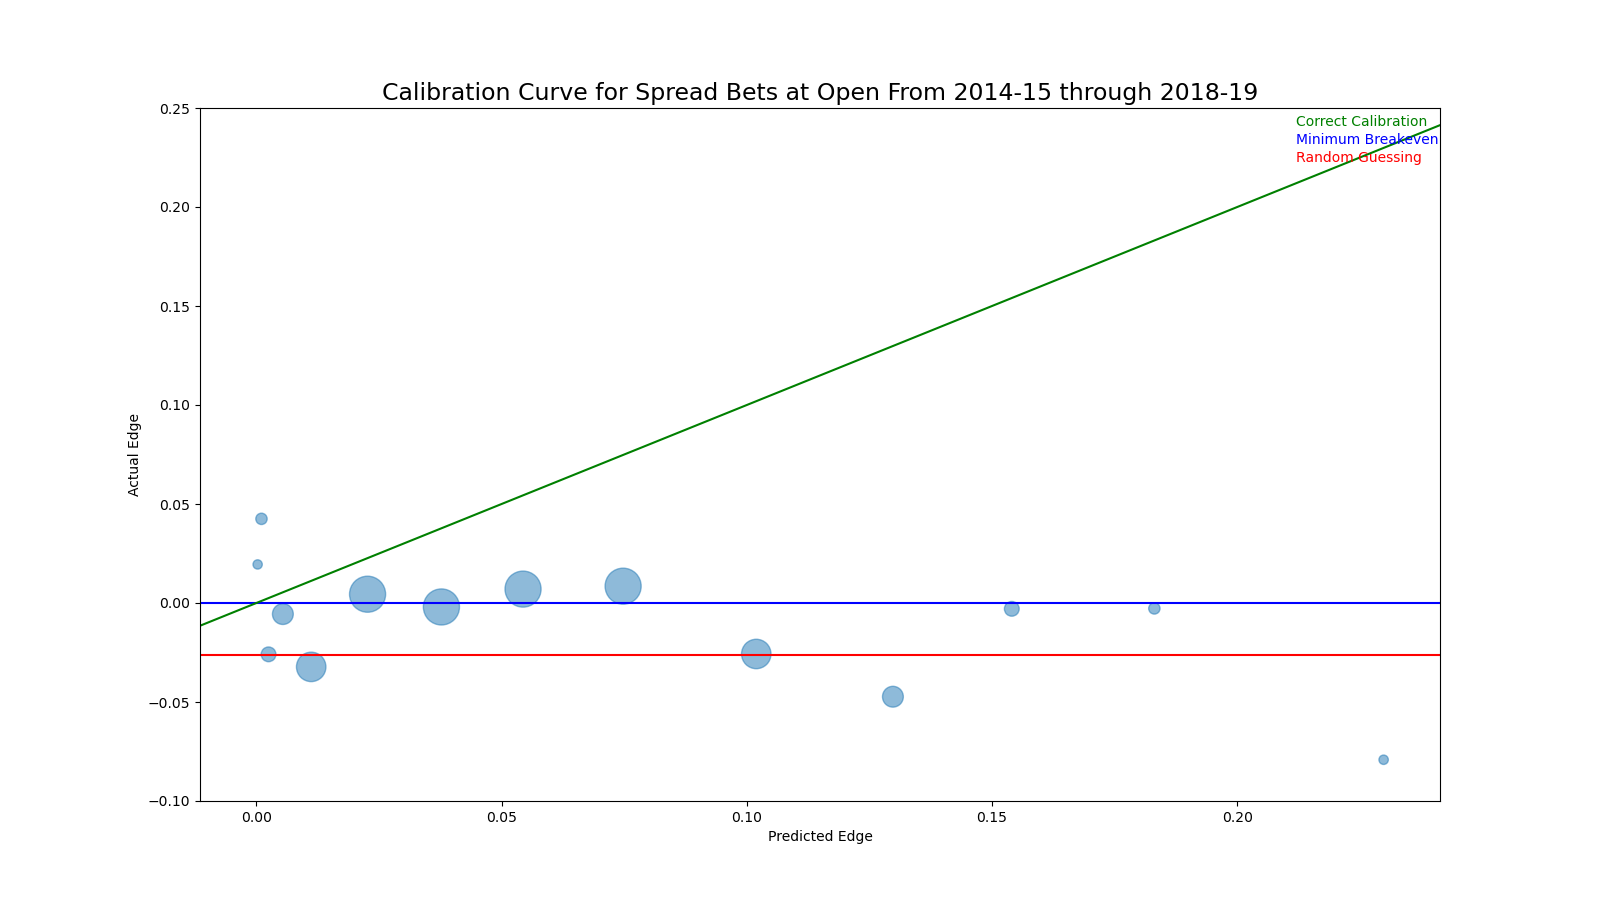 Calibration Curve for Spread Bets at Open From 2014-15 through 2018-19
Correct Calibration
Minimum Breakeven
Random Guessing
0.25
0.20
0.15
0.10
0.05
0.00
−0.05
−0.10
Actual Edge
0.00 0.05 0.10 0.15 0.20
Predicted Edge